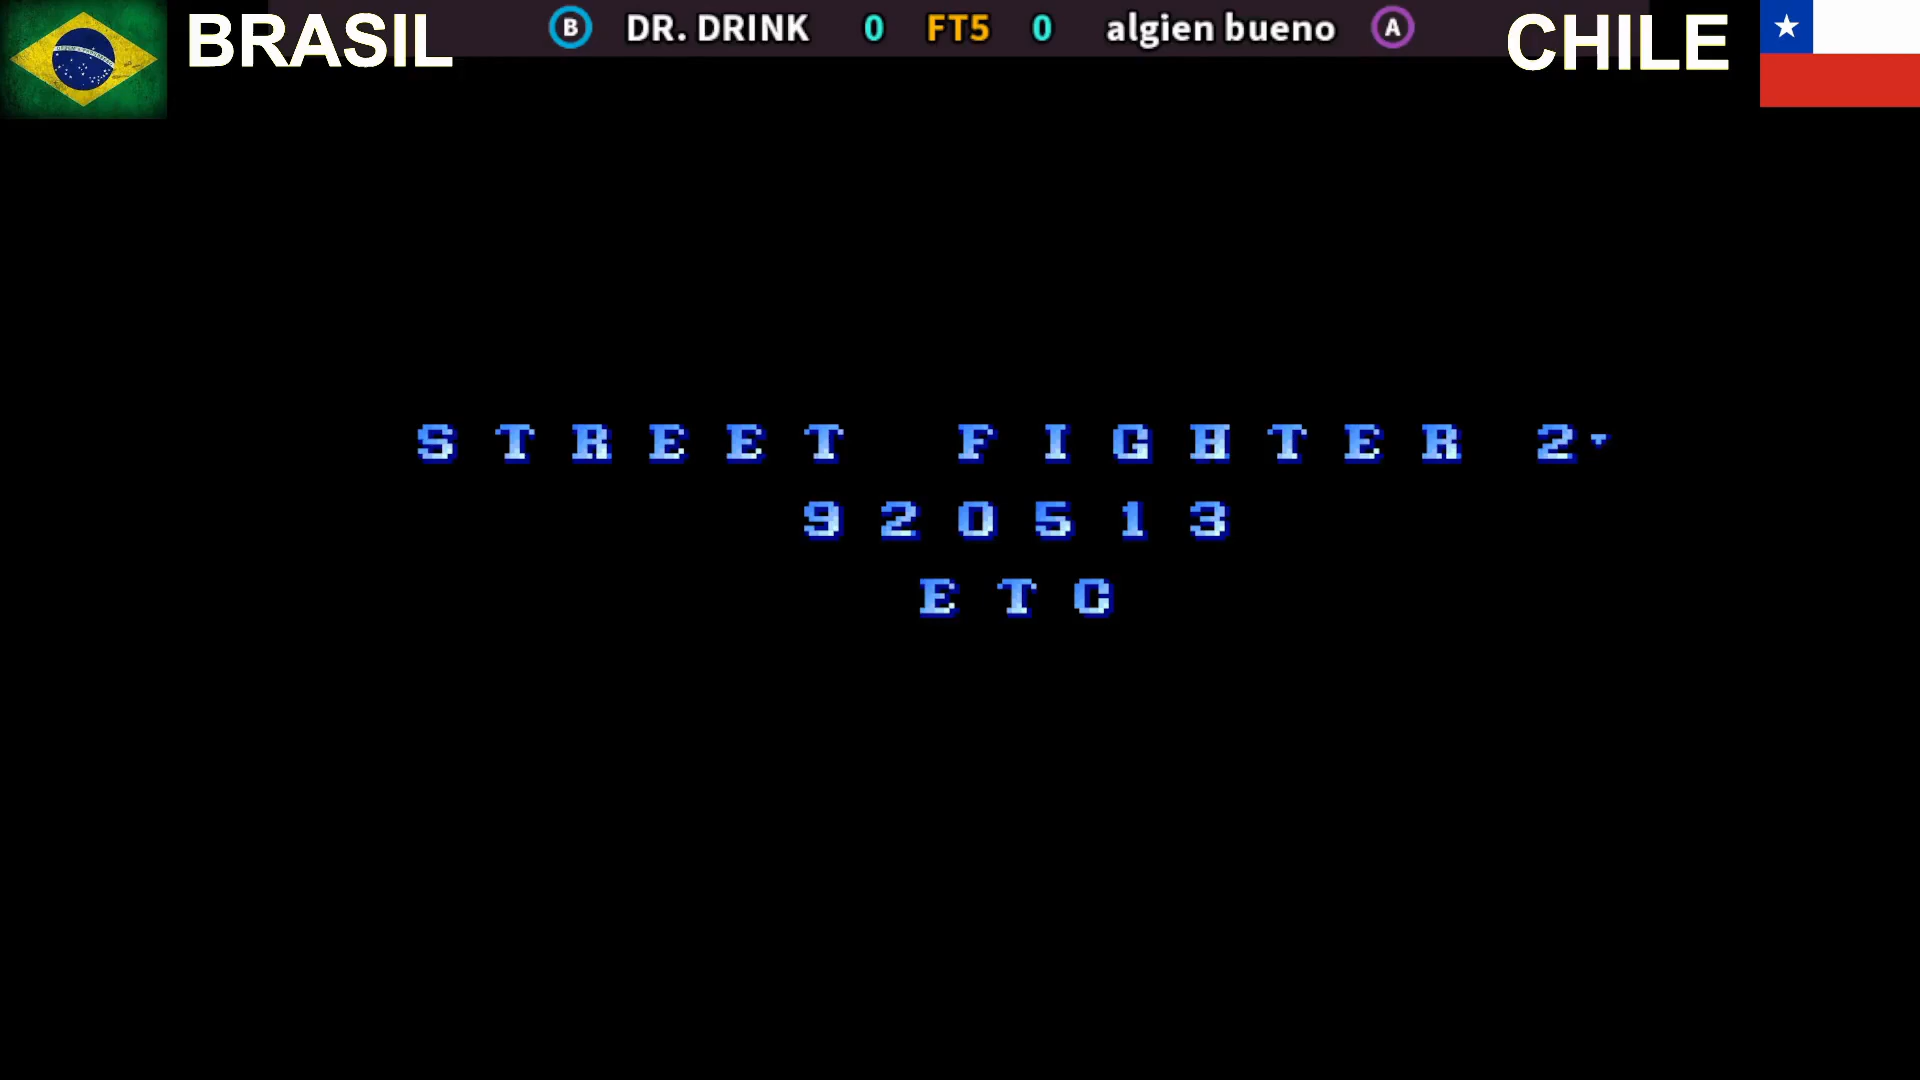 BRASIL B DR. DRINK 0 FT5 0 algien bueno A CHILE
STREET FIGHTER 2'
920513
ETC